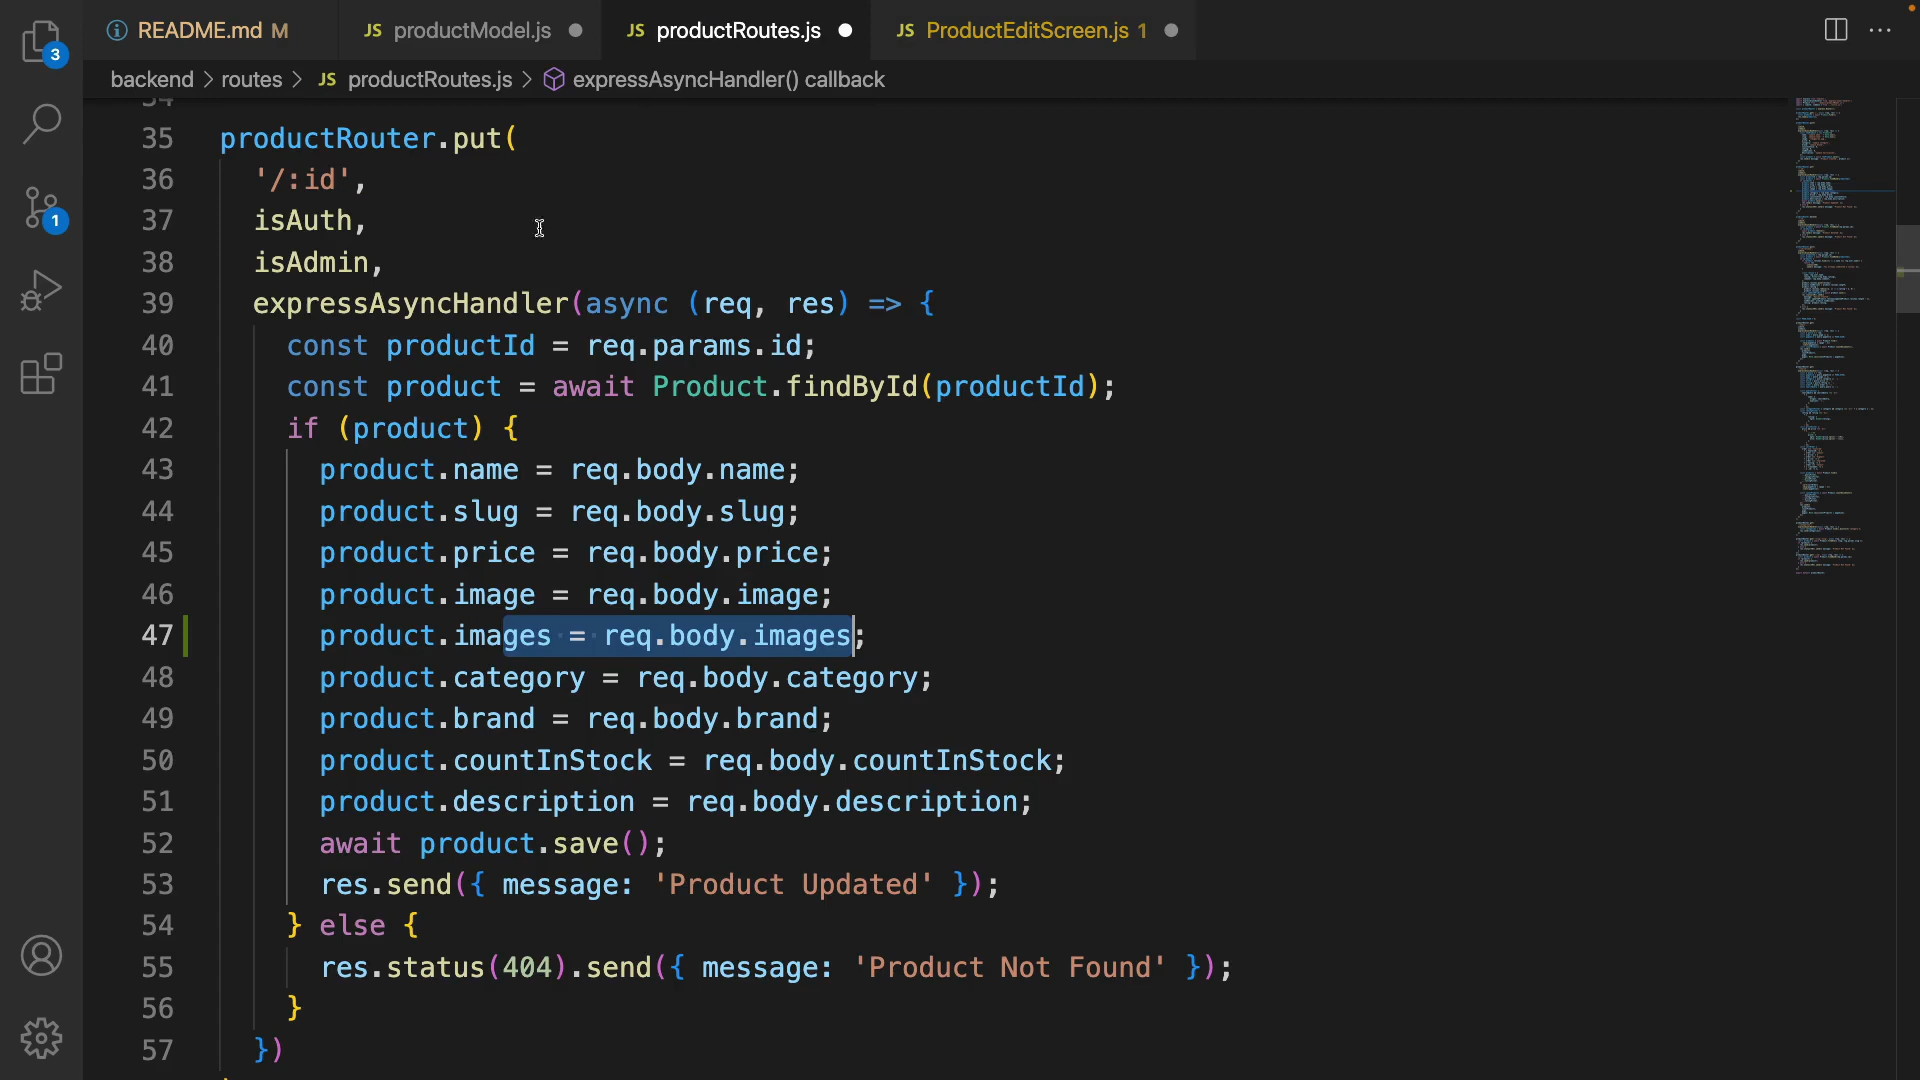 README.md M
JS productModel.js
JS productRoutes.js
JS ProductEditScreen.js 1
3
1
backend > routes > JS productRoutes.js > expressAsyncHandler() callback
34
35 productRouter.put(
36 '/:id',
37 isAuth,
38 isAdmin,
39 expressAsyncHandler(async (req, res) => {
40 const productId = req.params.id;
41 const product = await Product.findById(productId);
42 if (product) {
43 product.name = req.body.name;
44 product.slug = req.body.slug;
45 product.price = req.body.price;
46 product.image = req.body.image;
47 product.images = req.body.images;
48 product.category = req.body.category;
49 product.brand = req.body.brand;
50 product.countInStock = req.body.countInStock;
51 product.description = req.body.description;
52 await product.save();
53 res.send({ message: 'Product Updated' });
54 } else {
55 res.status(404).send({ message: 'Product Not Found' });
56 }
57 })